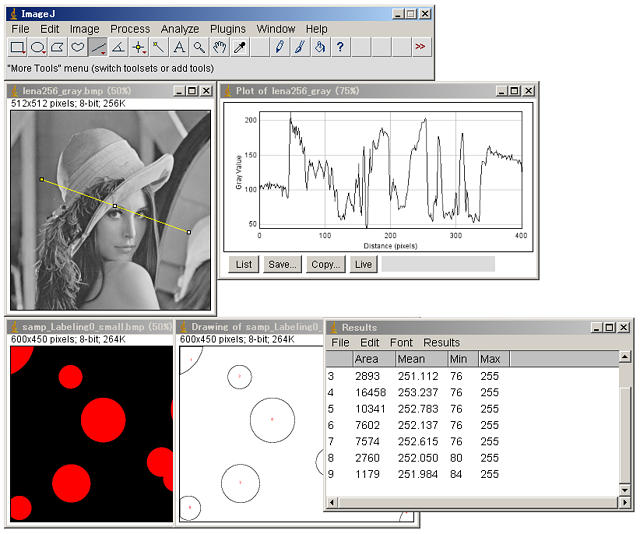 ImageJ
File Edit Image Process Analyze Plugins Window Help
A ? >>
"More Tools" menu (switch toolsets or add tools)
lena256_gray.bmp (50%)
512x512 pixels; 8-bit; 256K
Plot of lena256_gray (75%)
200
150
100
50
Gray Value
0 100 200 300 400
Distance (pixels)
List Save... Copy... Live
samp_Labeling0_small.bmp (50%)
600x450 pixels; 8-bit; 264K
Drawing of samp_Labeling0_
600x450 pixels; 8-bit; 264K
Results
File Edit Font Results
Area Mean Min Max
3 2893 251.112 76 255
4 16458 253.237 76 255
5 10341 252.783 76 255
6 7602 252.137 76 255
7 7574 252.615 76 255
8 2760 252.050 80 255
9 1179 251.984 84 255